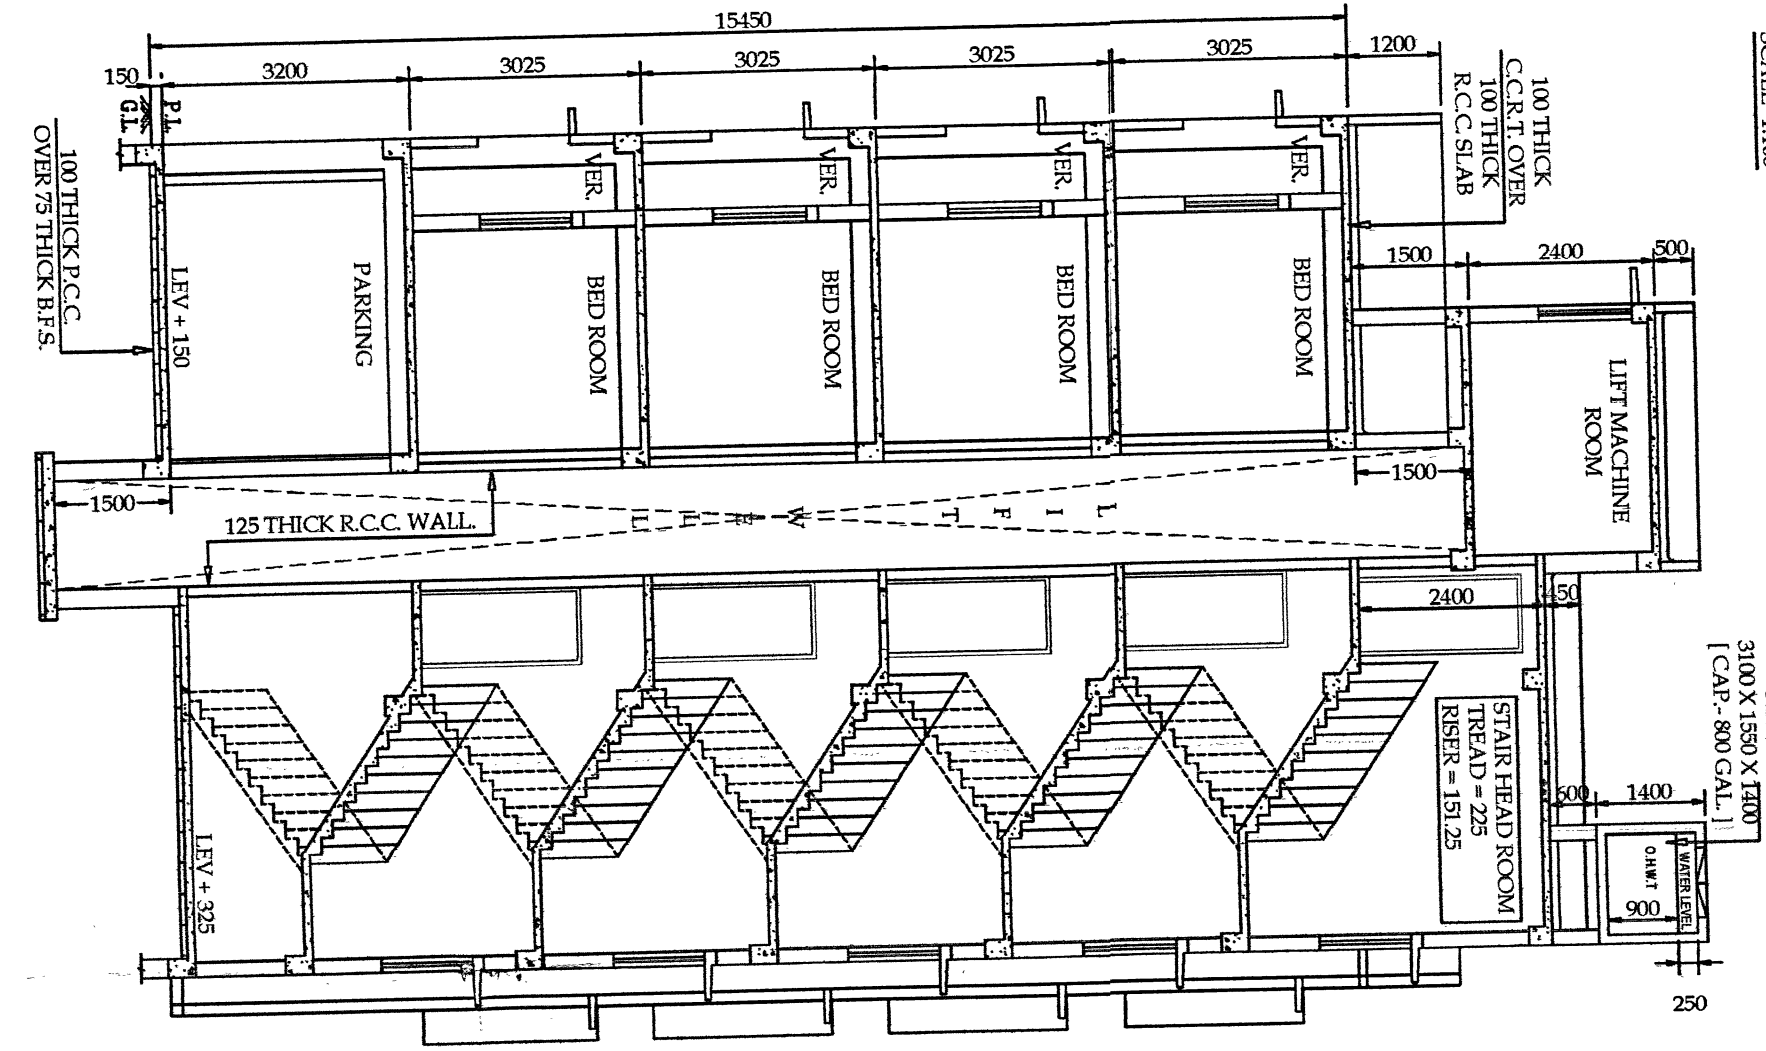 15450
150
3200
3025
3025
3025
3025
1200
P.L.
G.L.
100 THICK P.C.C.
OVER 75 THICK B.F.S.
100 THICK
C.C.R.T. OVER
100 THICK
R.C.C. SLAB
VER.
VER.
VER.
VER.
LEV + 150
PARKING
BED ROOM
BED ROOM
BED ROOM
BED ROOM
1500
2400
500
LIFT MACHINE
ROOM
1500
1500
125 THICK R.C.C. WALL.
LIFT WELL
2400
450
3100 X 1550 X 1400
[ CAP.- 800 GAL. ]
STAIR HEAD ROOM
TREAD = 225
RISER = 151.25
600
1400
WATER LEVEL
O.H.W.T
900
250
LEV + 325